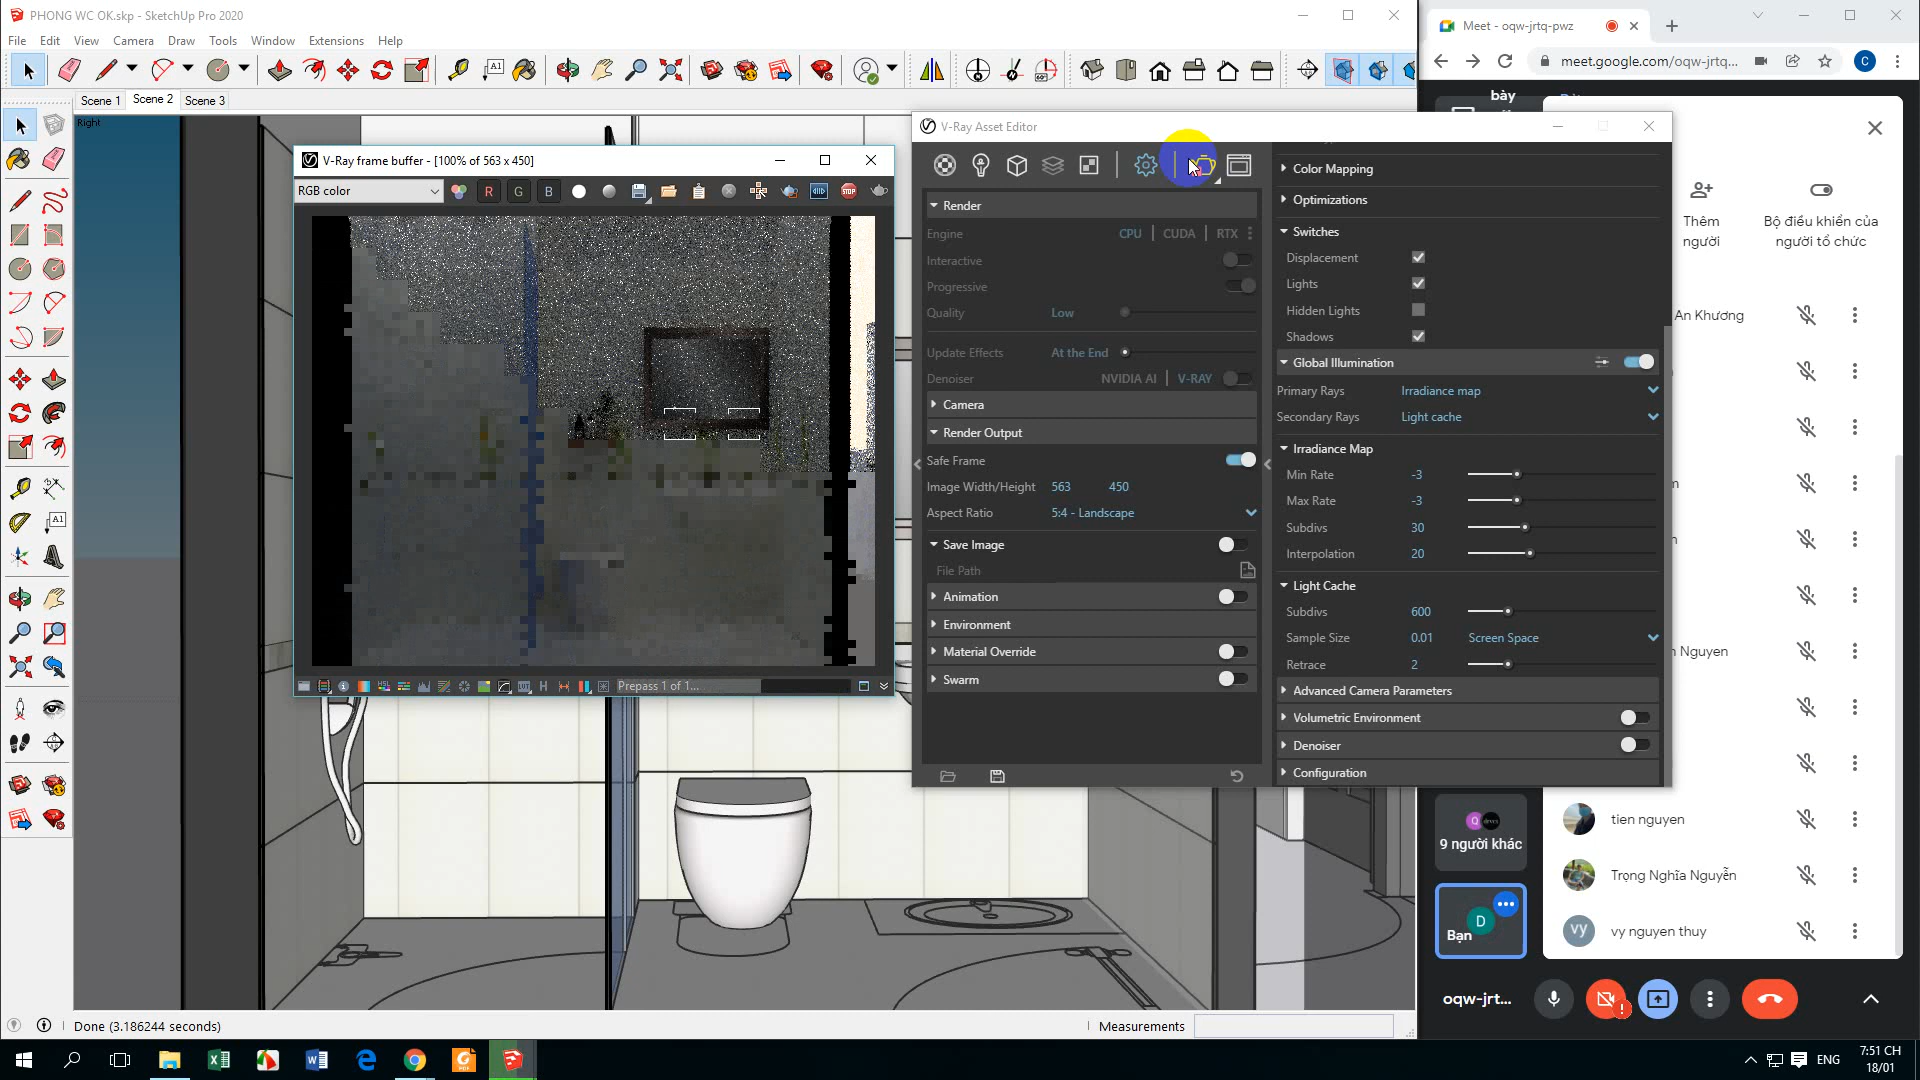 PHONG WC OK.skp - SketchUp Pro 2020
File Edit View Camera Draw Tools Window Extensions Help
Scene 1 Scene 2 Scene 3
Right
V-Ray frame buffer - [100% of 563 x 450]
RGB color
R G B
STOP
Prepass 1 of 1...
V-Ray Asset Editor
Render
Engine CPU CUDA RTX
Interactive
Progressive
Quality Low
Update Effects At the End
Denoiser NVIDIA AI V-RAY
Camera
Render Output
Safe Frame
Image Width/Height 563 450
Aspect Ratio 5:4 - Landscape
Save Image
File Path
Animation
Environment
Material Override
Swarm
Color Mapping
Optimizations
Switches
Displacement
Lights
Hidden Lights
Shadows
Global Illumination
Primary Rays Irradiance map
Secondary Rays Light cache
Irradiance Map
Min Rate -3
Max Rate -3
Subdivs 30
Interpolation 20
Light Cache
Subdivs 600
Sample Size 0.01 Screen Space
Retrace 2
Advanced Camera Parameters
Volumetric Environment
Denoiser
Configuration
Meet - oqw-jrtq-pwz
meet.google.com/oqw-jrtq...
C
bày
Thêm người
Bộ điều khiển của người tổ chức
An Khương
n Nguyen
tien nguyen
Trọng Nghĩa Nguyễn
vy vy nguyen thuy
Q
9 người khác
D
Bạn
oqw-jrt...
Done (3.186244 seconds)
Measurements
ENG
7:51 CH
18/01